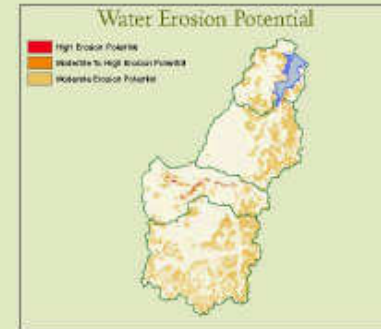 Water Erosion Potential
High Erosion Potential
Moderate To High Erosion Potential
Moderate Erosion Potential